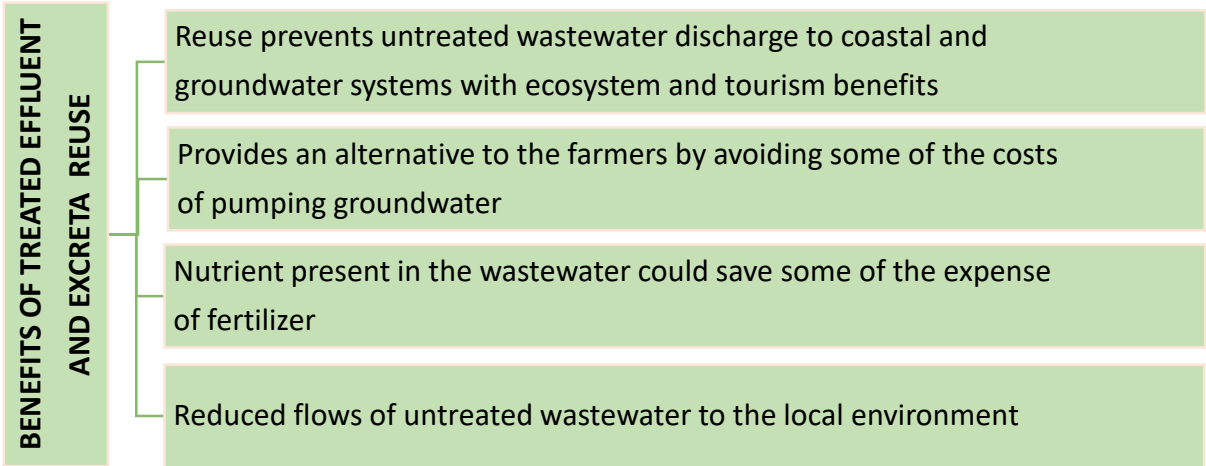 BENEFITS OF TREATED EFFLUENT
AND EXCRETA REUSE
Reuse prevents untreated wastewater discharge to coastal and
groundwater systems with ecosystem and tourism benefits
Provides an alternative to the farmers by avoiding some of the costs
of pumping groundwater
Nutrient present in the wastewater could save some of the expense
of fertilizer
Reduced flows of untreated wastewater to the local environment